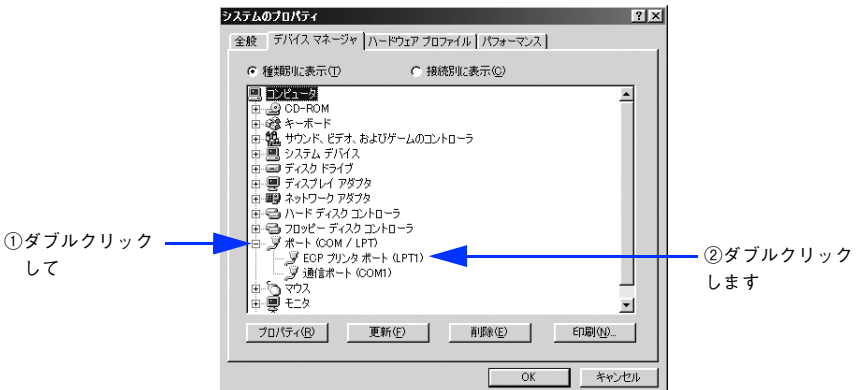 システムのプロパティ
全般 デバイス マネージャ ハードウェア プロファイル パフォーマンス
種類別に表示(T) 接続別に表示(C)
コンピュータ
CD-ROM
キーボード
サウンド、ビデオ、およびゲームのコントローラ
システム デバイス
ディスク ドライブ
ディスプレイ アダプタ
ネットワーク アダプタ
ハード ディスク コントローラ
フロッピー ディスク コントローラ
ポート (COM / LPT)
ECP プリンタ ポート (LPT1)
通信ポート (COM1)
マウス
モニタ
プロパティ(R) 更新(F) 削除(E) 印刷(N)...
OK キャンセル
①ダブルクリック
して
②ダブルクリック
します